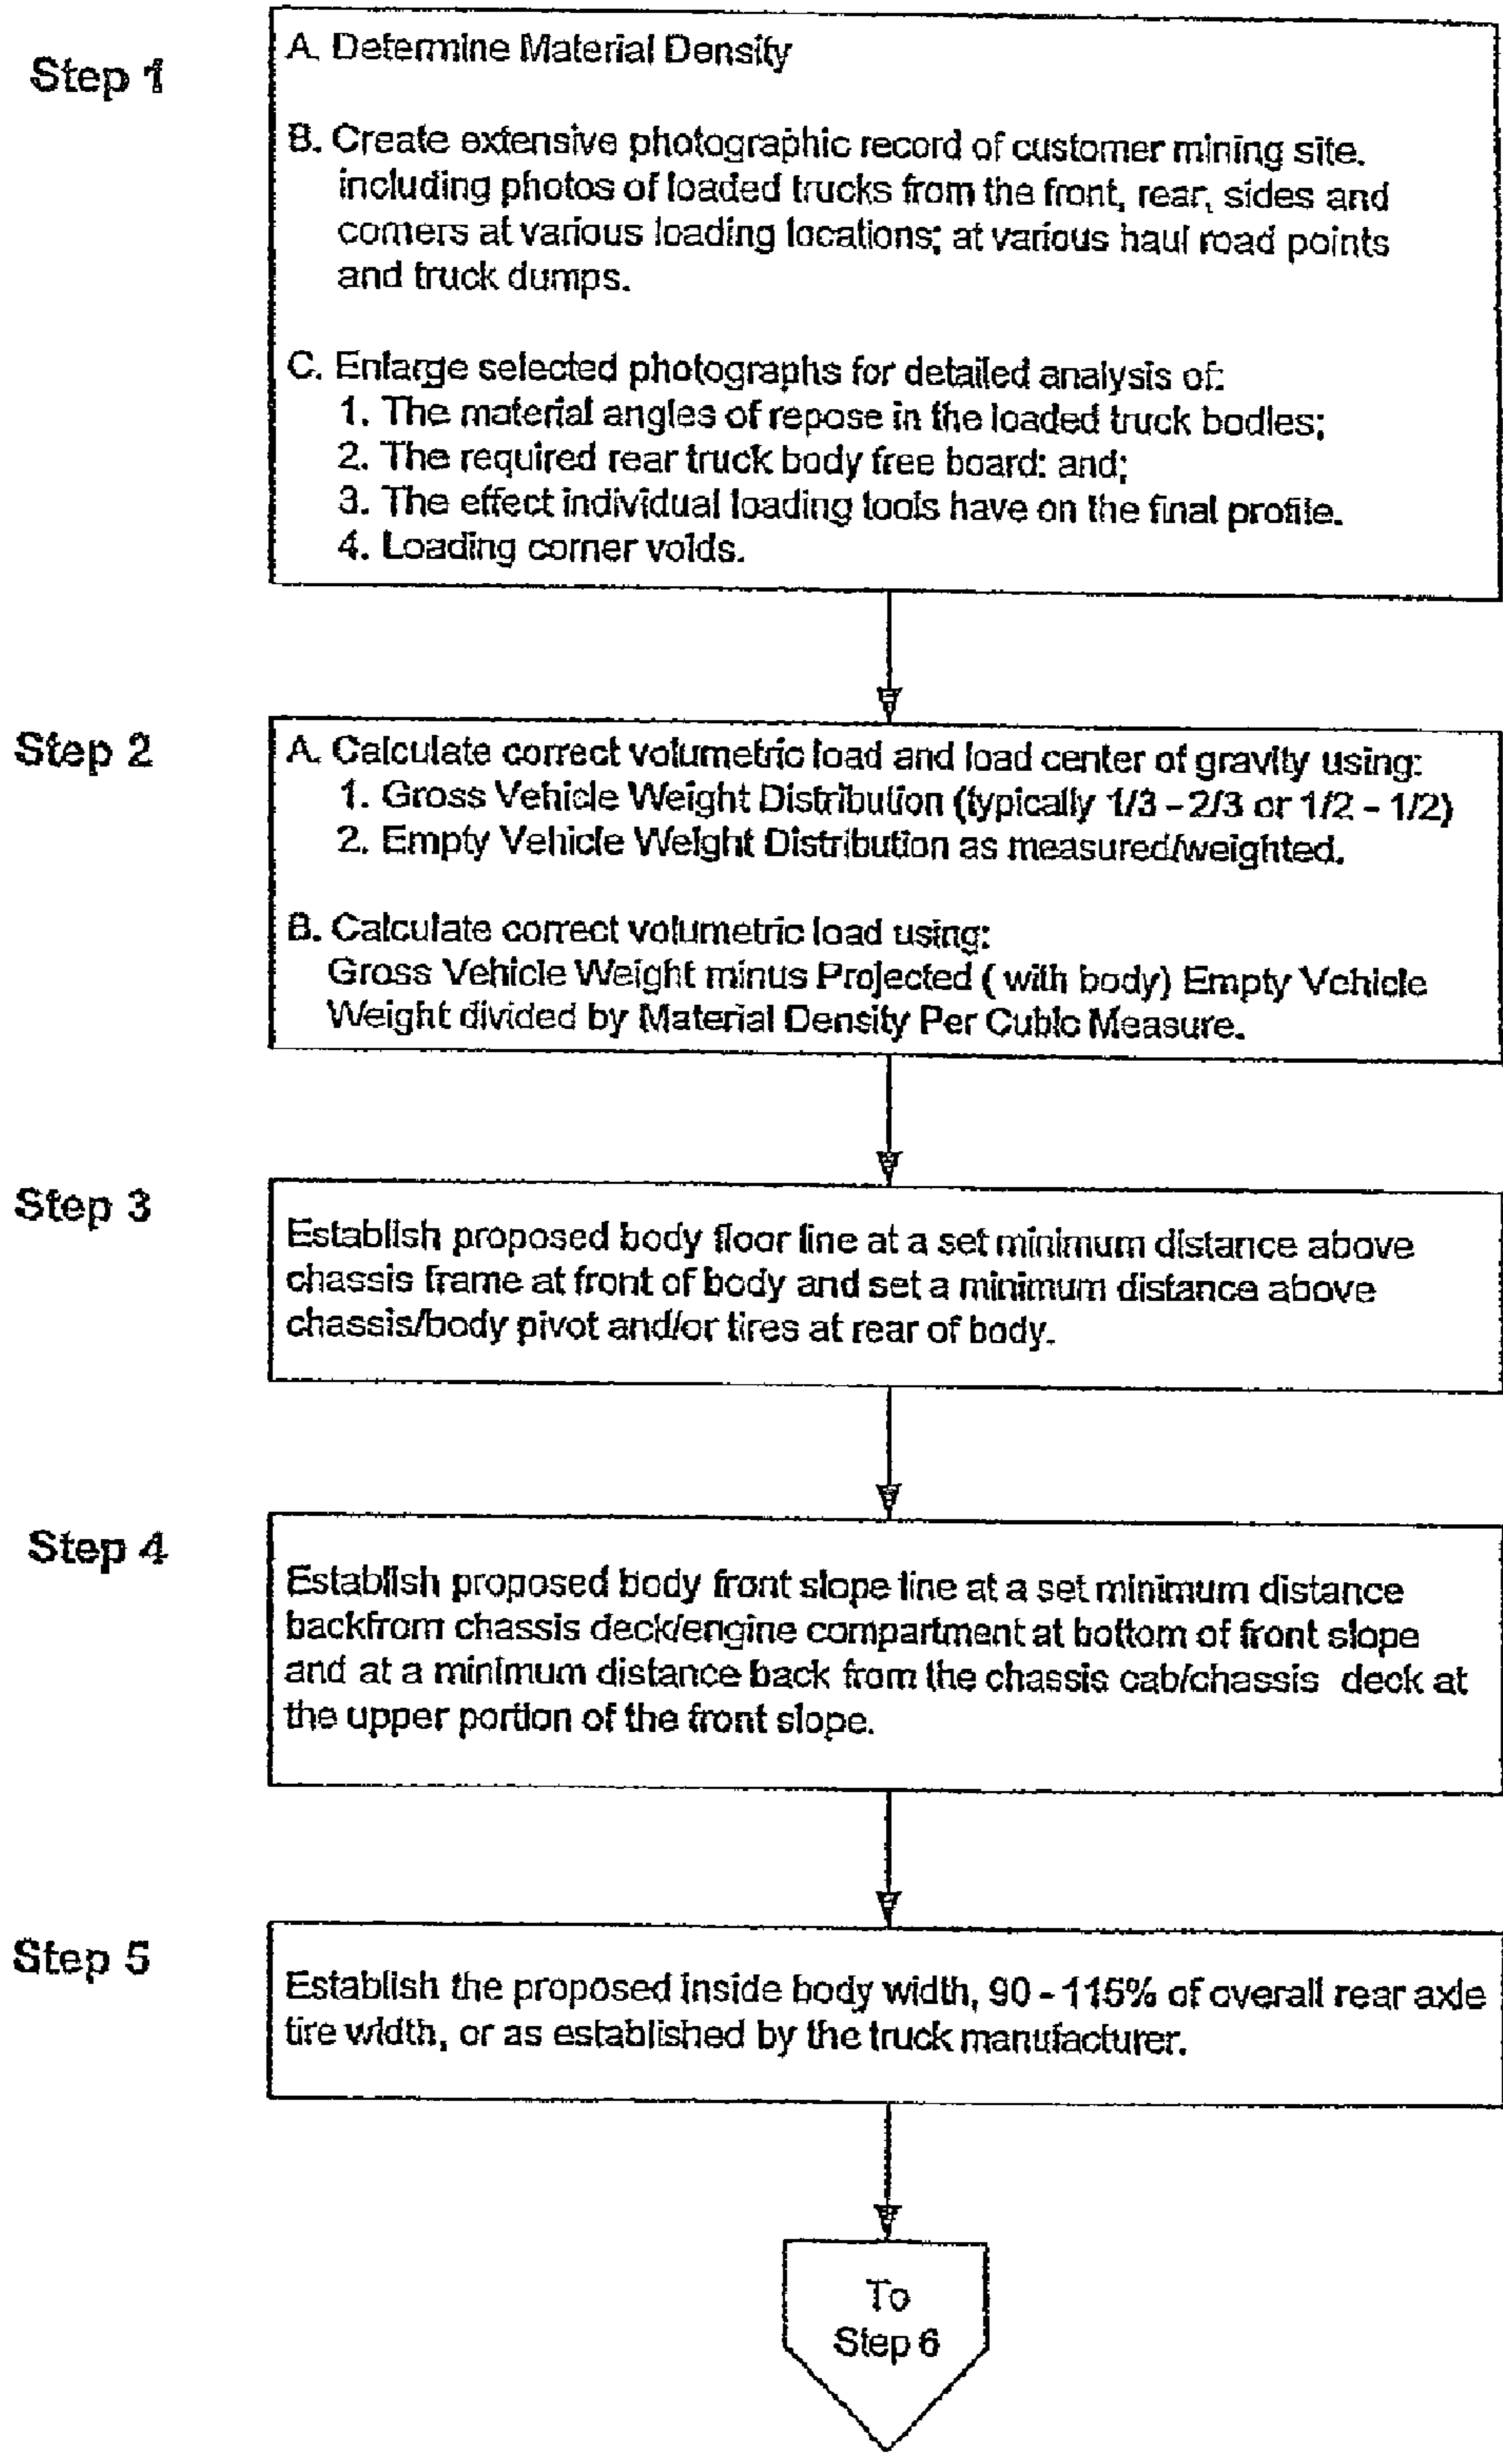 Step 1
A. Determine Material Density
B. Create extensive photographic record of customer mining site.
including photos of loaded trucks from the front, rear, sides and
corners at various loading locations; at various haul road points
and truck dumps.
C. Enlarge selected photographs for detailed analysis of:
1. The material angles of repose in the loaded truck bodies;
2. The required rear truck body free board: and;
3. The effect individual loading tools have on the final profile.
4. Loading corner voids.
Step 2
A. Calculate correct volumetric load and load center of gravity using:
1. Gross Vehicle Weight Distribution (typically 1/3 - 2/3 or 1/2 - 1/2)
2. Empty Vehicle Weight Distribution as measured/weighted.
B. Calculate correct volumetric load using:
Gross Vehicle Weight minus Projected ( with body) Empty Vehicle
Weight divided by Material Density Per Cubic Measure.
Step 3
Establish proposed body floor line at a set minimum distance above
chassis frame at front of body and set a minimum distance above
chassis/body pivot and/or tires at rear of body.
Step 4
Establish proposed body front slope line at a set minimum distance
backfrom chassis deck/engine compartment at bottom of front slope
and at a minimum distance back from the chassis cab/chassis deck at
the upper portion of the front slope.
Step 5
Establish the proposed inside body width, 90 - 115% of overall rear axle
tire width, or as established by the truck manufacturer.
To
Step 6